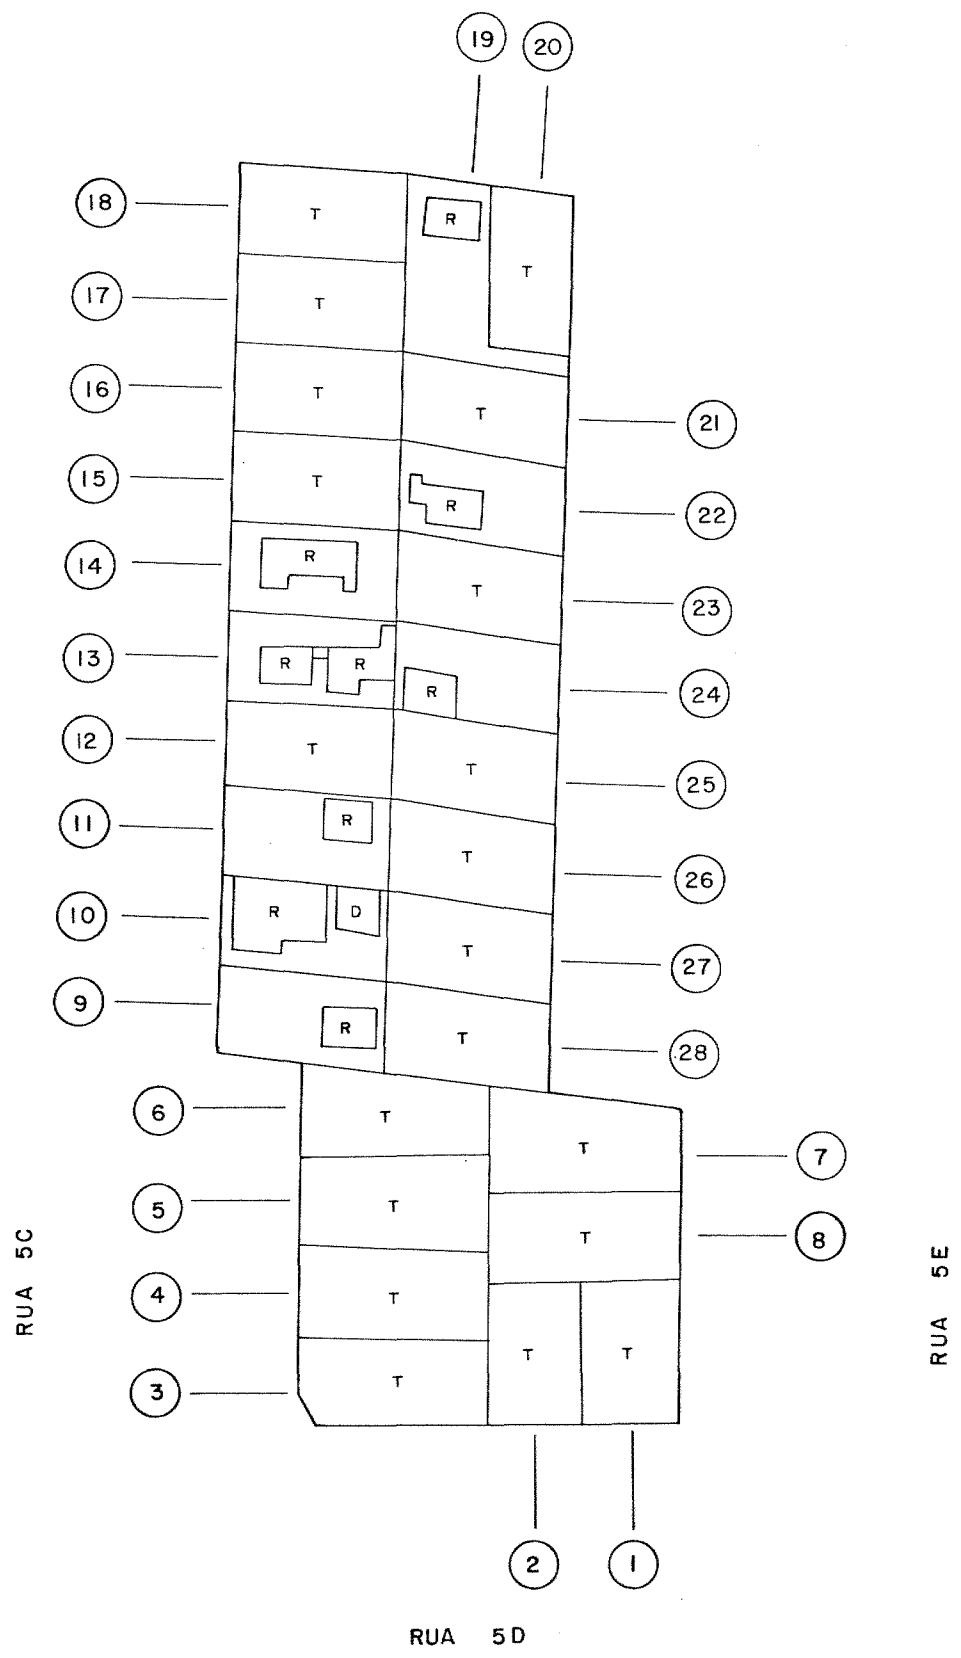 19 20
18 T R
T
17 T
16 T T 21
15 T R 22
14 R T 23
13 R R R 24
12 T T 25
11 R T 26
10 R D T 27
9 R T 28
6 T T 7
5 T T 8
4 T
3 T T T
2 1
RUA 5C
RUA 5D
RUA 5E